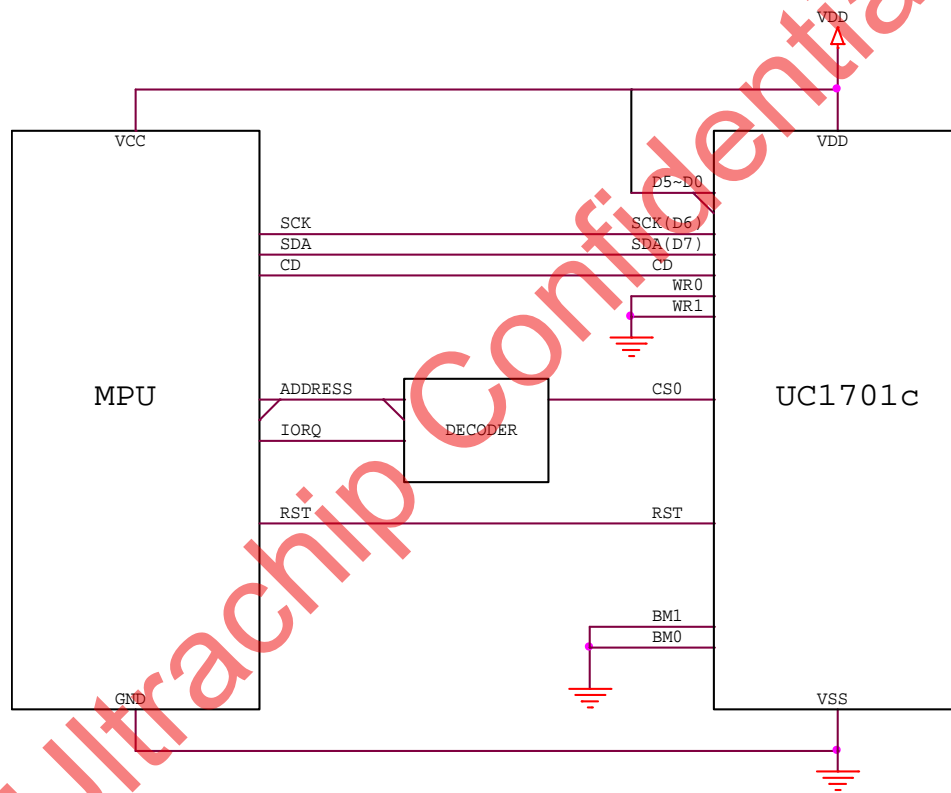 VDD
VCC
VDD
D5~D0
SCK SCK(D6)
SDA SDA(D7)
CD CD
WR0
WR1
MPU
ADDRESS
CS0
UC1701c
DECODER
IORQ
RST RST
BM1
BM0
GND
VSS
Ultrachip Confidential